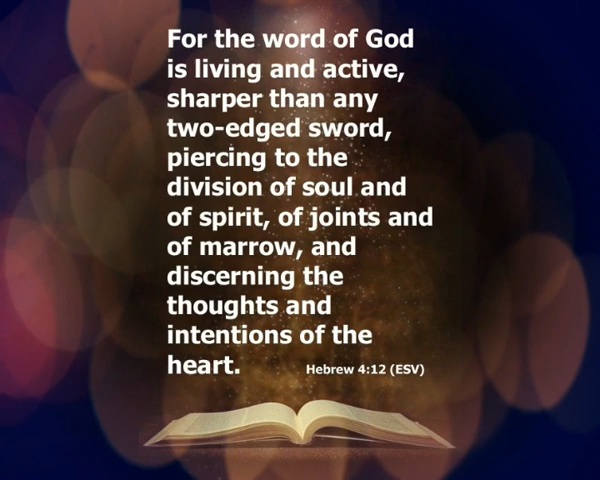 For the word of God
is living and active,
sharper than any
two-edged sword,
piercing to the
division of soul and
of spirit, of joints and
of marrow, and
discerning the
thoughts and
intentions of the
heart.
Hebrew 4:12 (ESV)